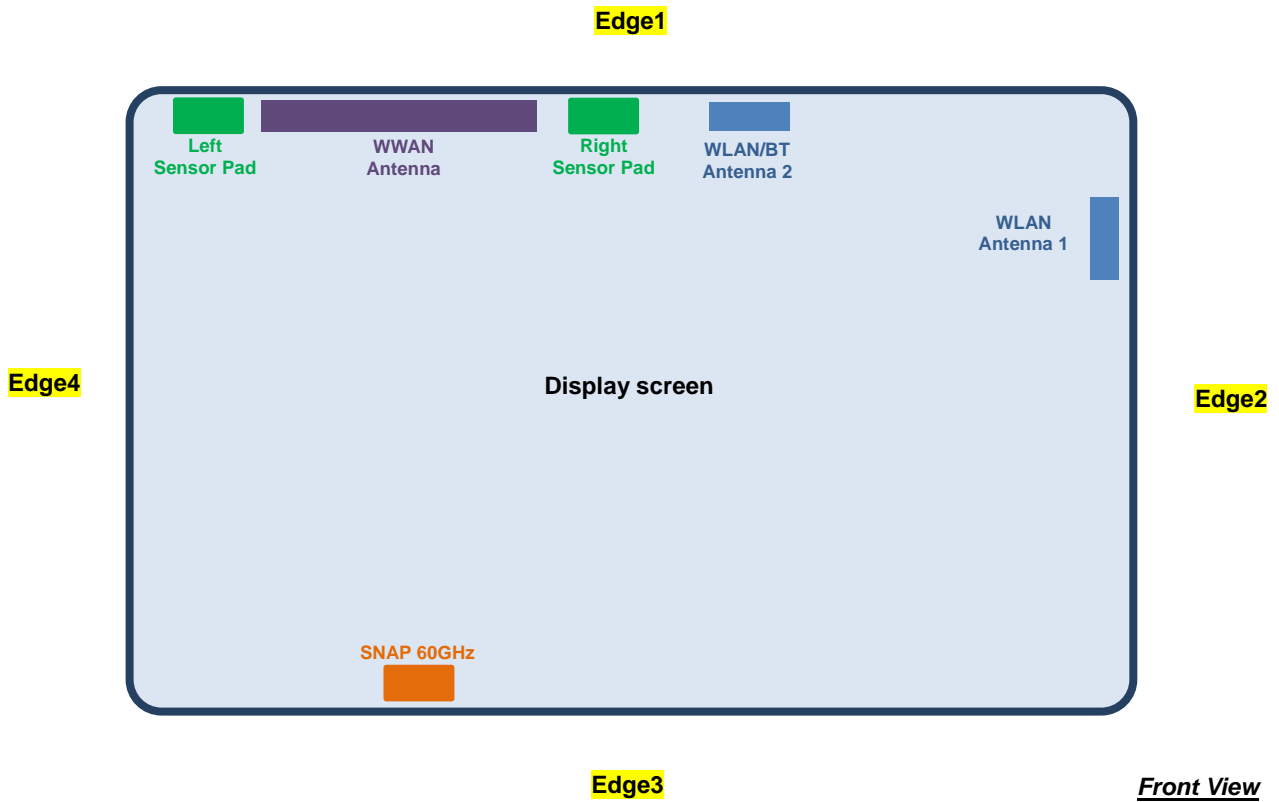 Edge1
Left
Sensor Pad
WWAN
Antenna
Right
Sensor Pad
WLAN/BT
Antenna 2
WLAN
Antenna 1
Edge4
Display screen
Edge2
SNAP 60GHz
Edge3
Front View